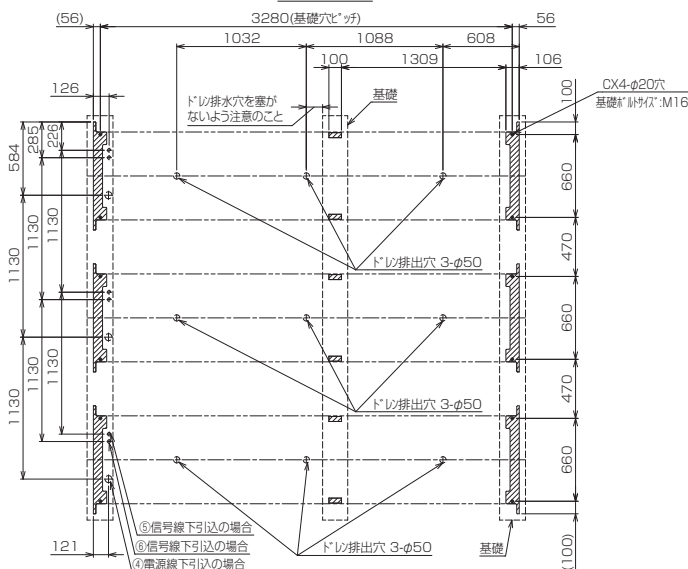 (56)
3280(基礎穴ピッチ)
56
1032
1088
608
100
1309
106
126
ドレン排水穴を塞が
ないよう注意のこと
基礎
CX4-φ20穴
基礎ボルトサイズ:M16
100
584
285
226
660
1130
1130
1130
ドレン排出穴 3-φ50
470
660
1130
1130
1130
ドレン排出穴 3-φ50
470
660
⑤信号線下引込の場合
⑥信号線下引込の場合
④電源線下引込の場合
121
ドレン排出穴 3-φ50
基礎
(100)